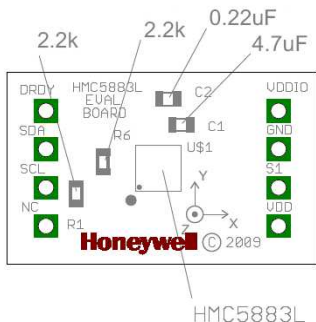 2.2k
2.2k
0.22uF
4.7uF
HMC5883L
EVAL
BOARD
DRDY
SDA
SCL
NC
R6
R1
C2
C1
U$1
VDDIO
GND
S1
VDD
Y
X
Z
Honeywell © 2009
HMC5883L